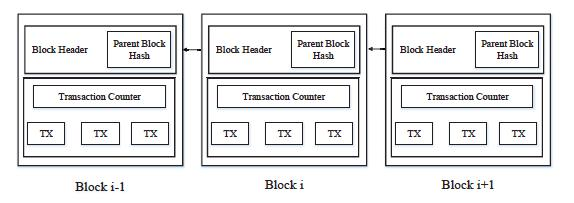 Block Header
Parent Block
Hash
Transaction Counter
TX TX TX
Block i-1
Block Header
Parent Block
Hash
Transaction Counter
TX TX TX
Block i
Block Header
Parent Block
Hash
Transaction Counter
TX TX TX
Block i+1